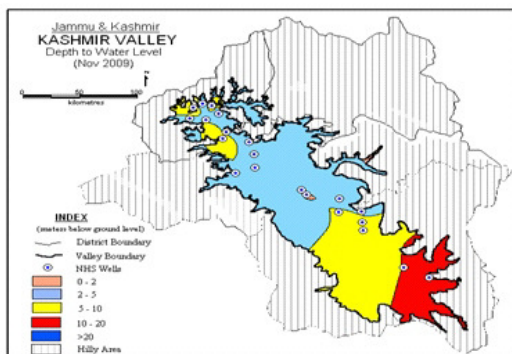 Jammu & Kashmir
KASHMIR VALLEY
Depth to Water Level
(Nov 2009)
0 50 100
kilometres
INDEX
(meters below ground level)
District Boundary
Valley Boundary
NHS Wells
0 - 2
2 - 5
5 - 10
10 - 20
>20
Hilly Area